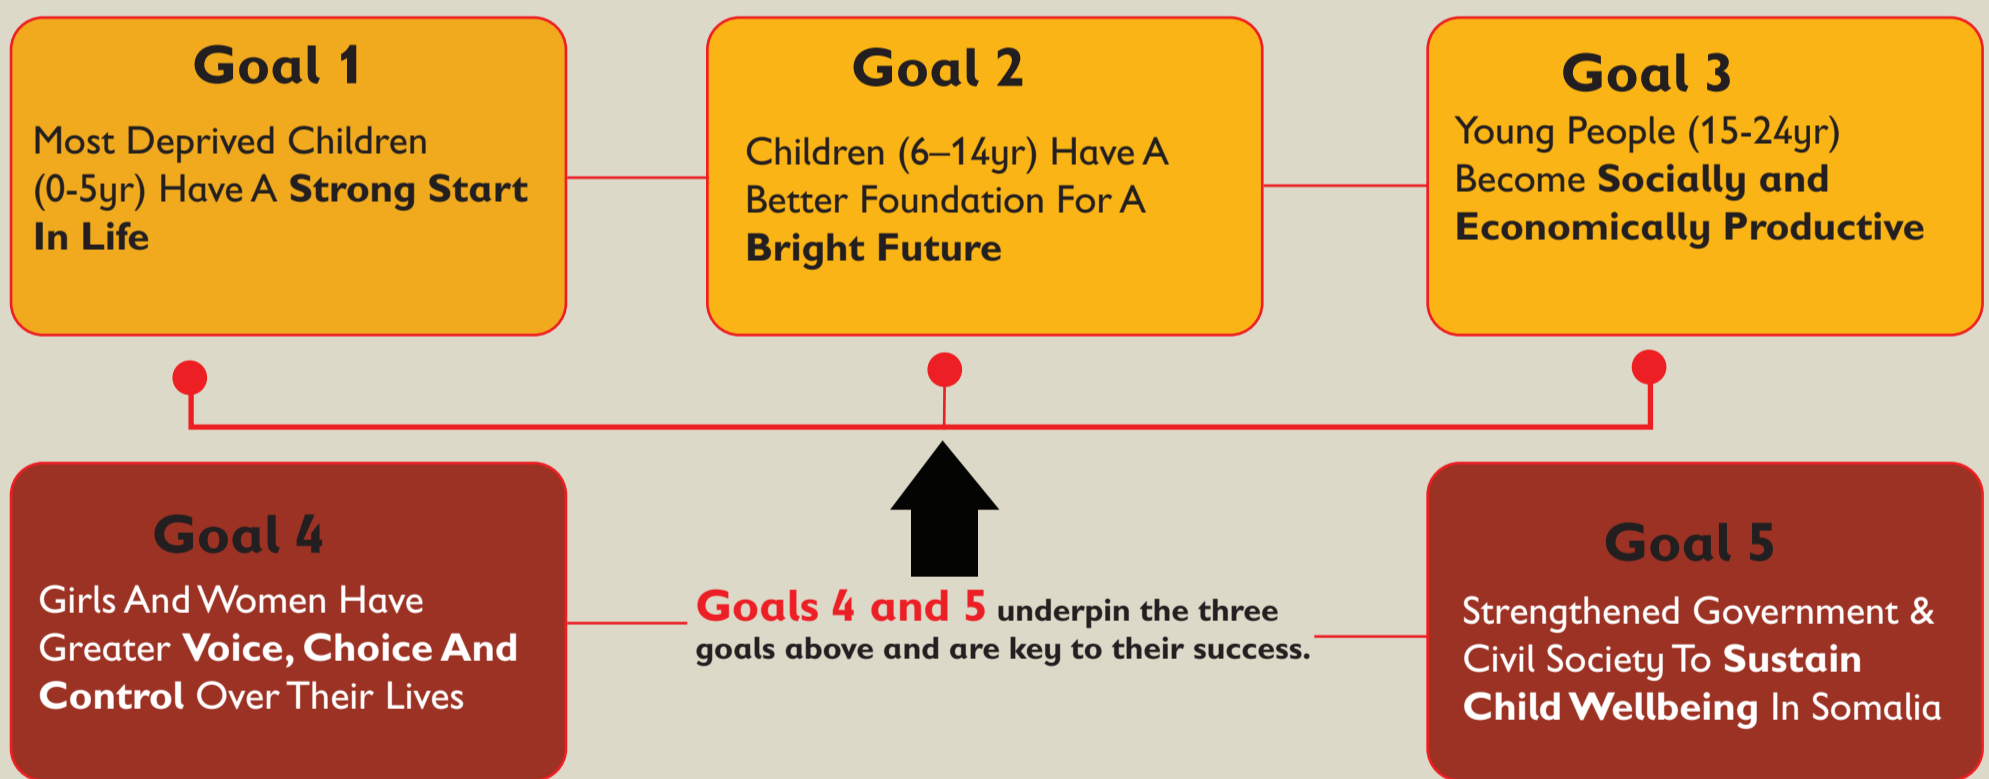 Goal 1
Most Deprived Children
(0-5yr) Have A Strong Start
In Life
Goal 2
Children (6–14yr) Have A
Better Foundation For A
Bright Future
Goal 3
Young People (15-24yr)
Become Socially and
Economically Productive
Goal 4
Girls And Women Have
Greater Voice, Choice And
Control Over Their Lives
Goals 4 and 5 underpin the three
goals above and are key to their success.
Goal 5
Strengthened Government &
Civil Society To Sustain
Child Wellbeing In Somalia